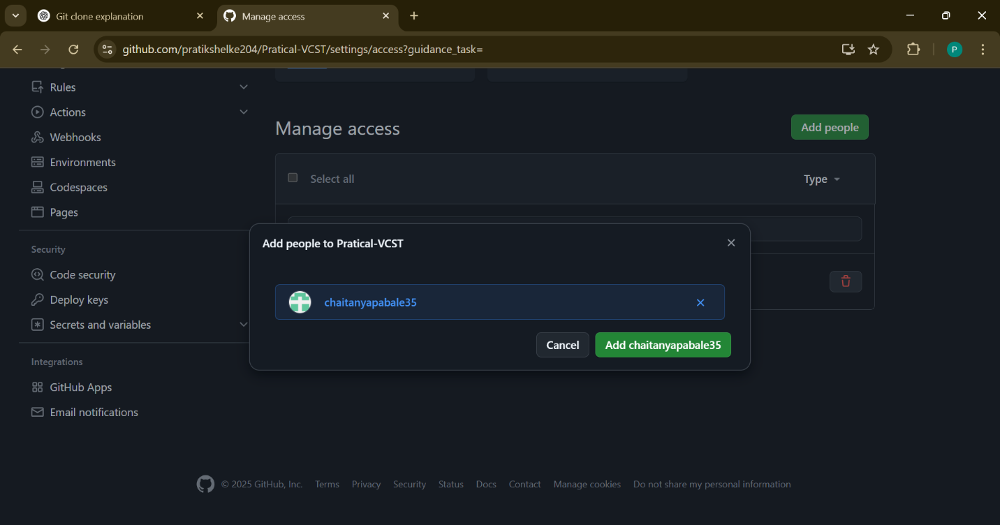 Git clone explanation
Manage access
github.com/pratikshelke204/Pratical-VCST/settings/access?guidance_task=
P
Rules
Actions
Webhooks
Environments
Codespaces
Pages
Security
Code security
Deploy keys
Secrets and variables
Integrations
GitHub Apps
Email notifications
Manage access
Add people
Select all
Type
Add people to Pratical-VCST
chaitanyapabale35
Cancel
Add chaitanyapabale35
© 2025 GitHub, Inc. Terms Privacy Security Status Docs Contact Manage cookies Do not share my personal information